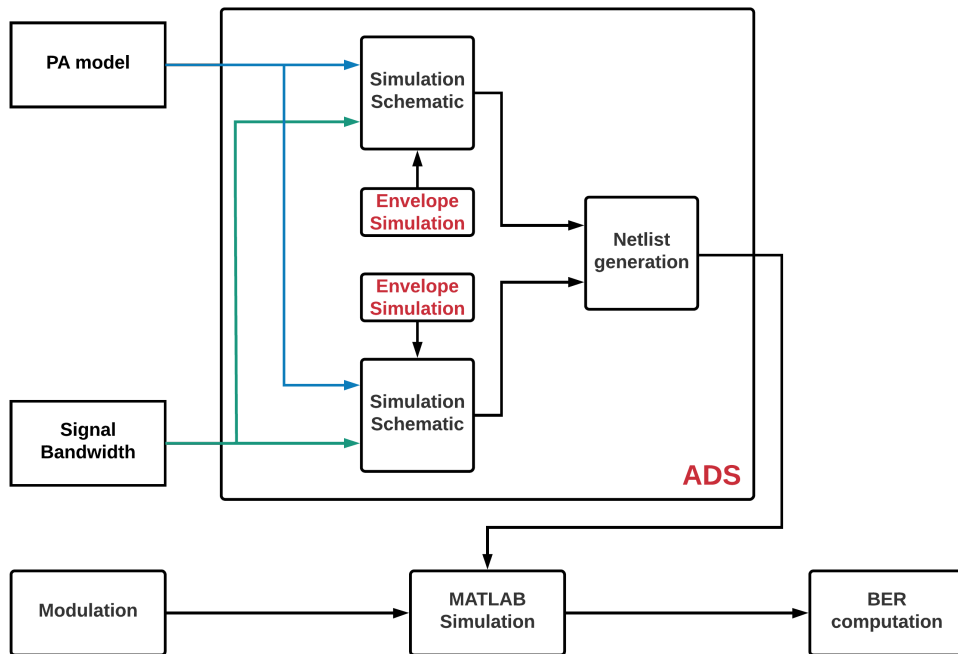 PA model
Simulation
Schematic
Envelope
Simulation
Netlist
generation
Envelope
Simulation
Simulation
Schematic
Signal
Bandwidth
ADS
Modulation
MATLAB
Simulation
BER
computation